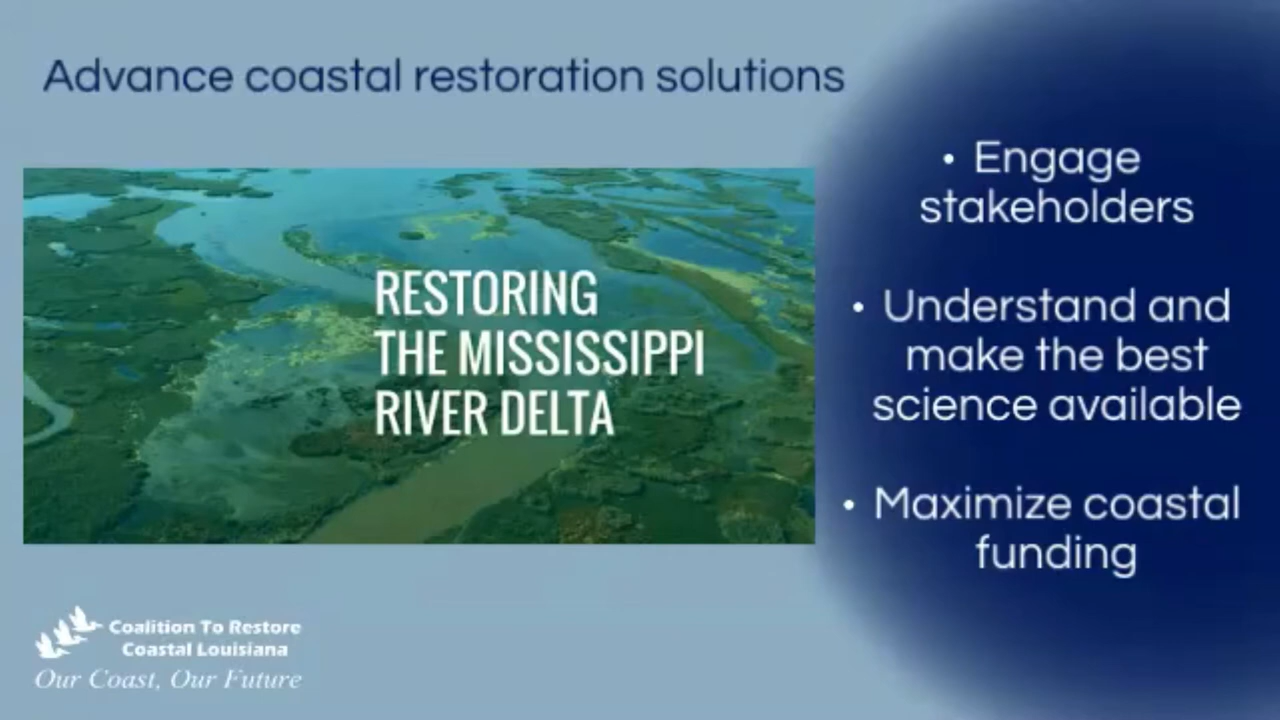 Advance coastal restoration solutions
RESTORING
THE MISSISSIPPI
RIVER DELTA
• Engage
stakeholders
• Understand and
make the best
science available
• Maximize coastal
funding
Coalition To Restore
Coastal Louisiana
Our Coast, Our Future